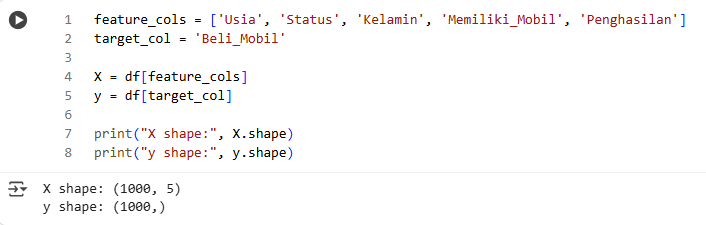 1 feature_cols = ['Usia', 'Status', 'Kelamin', 'Memiliki_Mobil', 'Penghasilan']
2 target_col = 'Beli_Mobil'
3
4 X = df[feature_cols]
5 y = df[target_col]
6
7 print("X shape:", X.shape)
8 print("y shape:", y.shape)
X shape: (1000, 5)
y shape: (1000,)